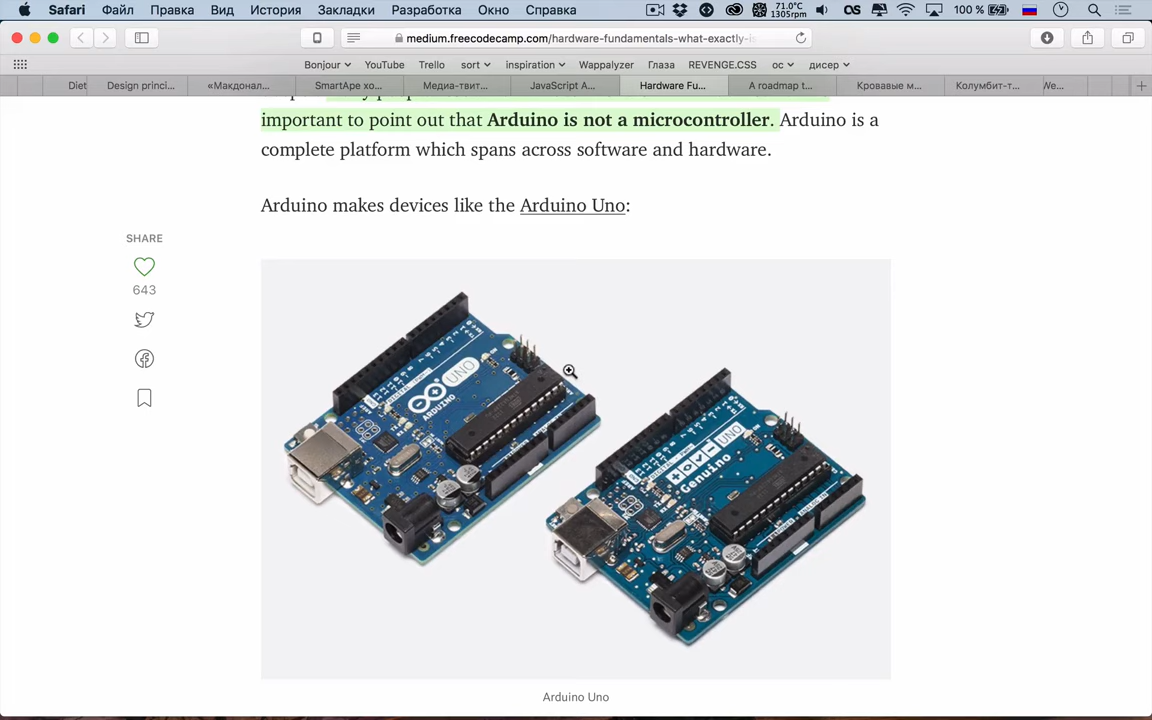 Safari Файл Правка Вид История Закладки Разработка Окно Справка 71.0°C 1305rpm 100 %
medium.freecodecamp.com/hardware-fundamentals-what-exactly-i
Bonjour YouTube Trello sort inspiration Wappalyzer Глаза REVENGE.CSS ос дисер
Diet Design princi... «Макдонал... SmartApe хо... Медиа-твит... JavaScript A... Hardware Fu... A roadmap t... Кровавые м... Колумбит-т... We...
important to point out that Arduino is not a microcontroller. Arduino is a
complete platform which spans across software and hardware.
Arduino makes devices like the Arduino Uno:
SHARE
643
UNO
ARDUINO
UNO
Genuino
Arduino Uno